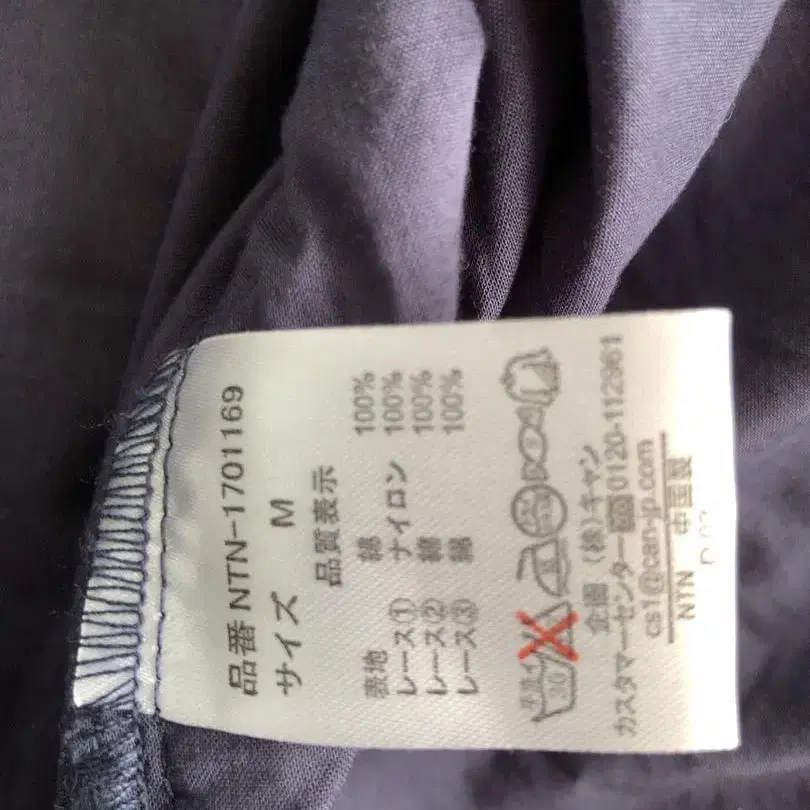 品番 NTN-1701169
サイズ M
品質表示
表地 綿 100%
レース① ナイロン 100%
レース② 綿 100%
レース③ 綿 100%
30
企画 (株)キャン
カスタマーセンター 0120-112961
cs1@can-jp.com
NTN 中国製